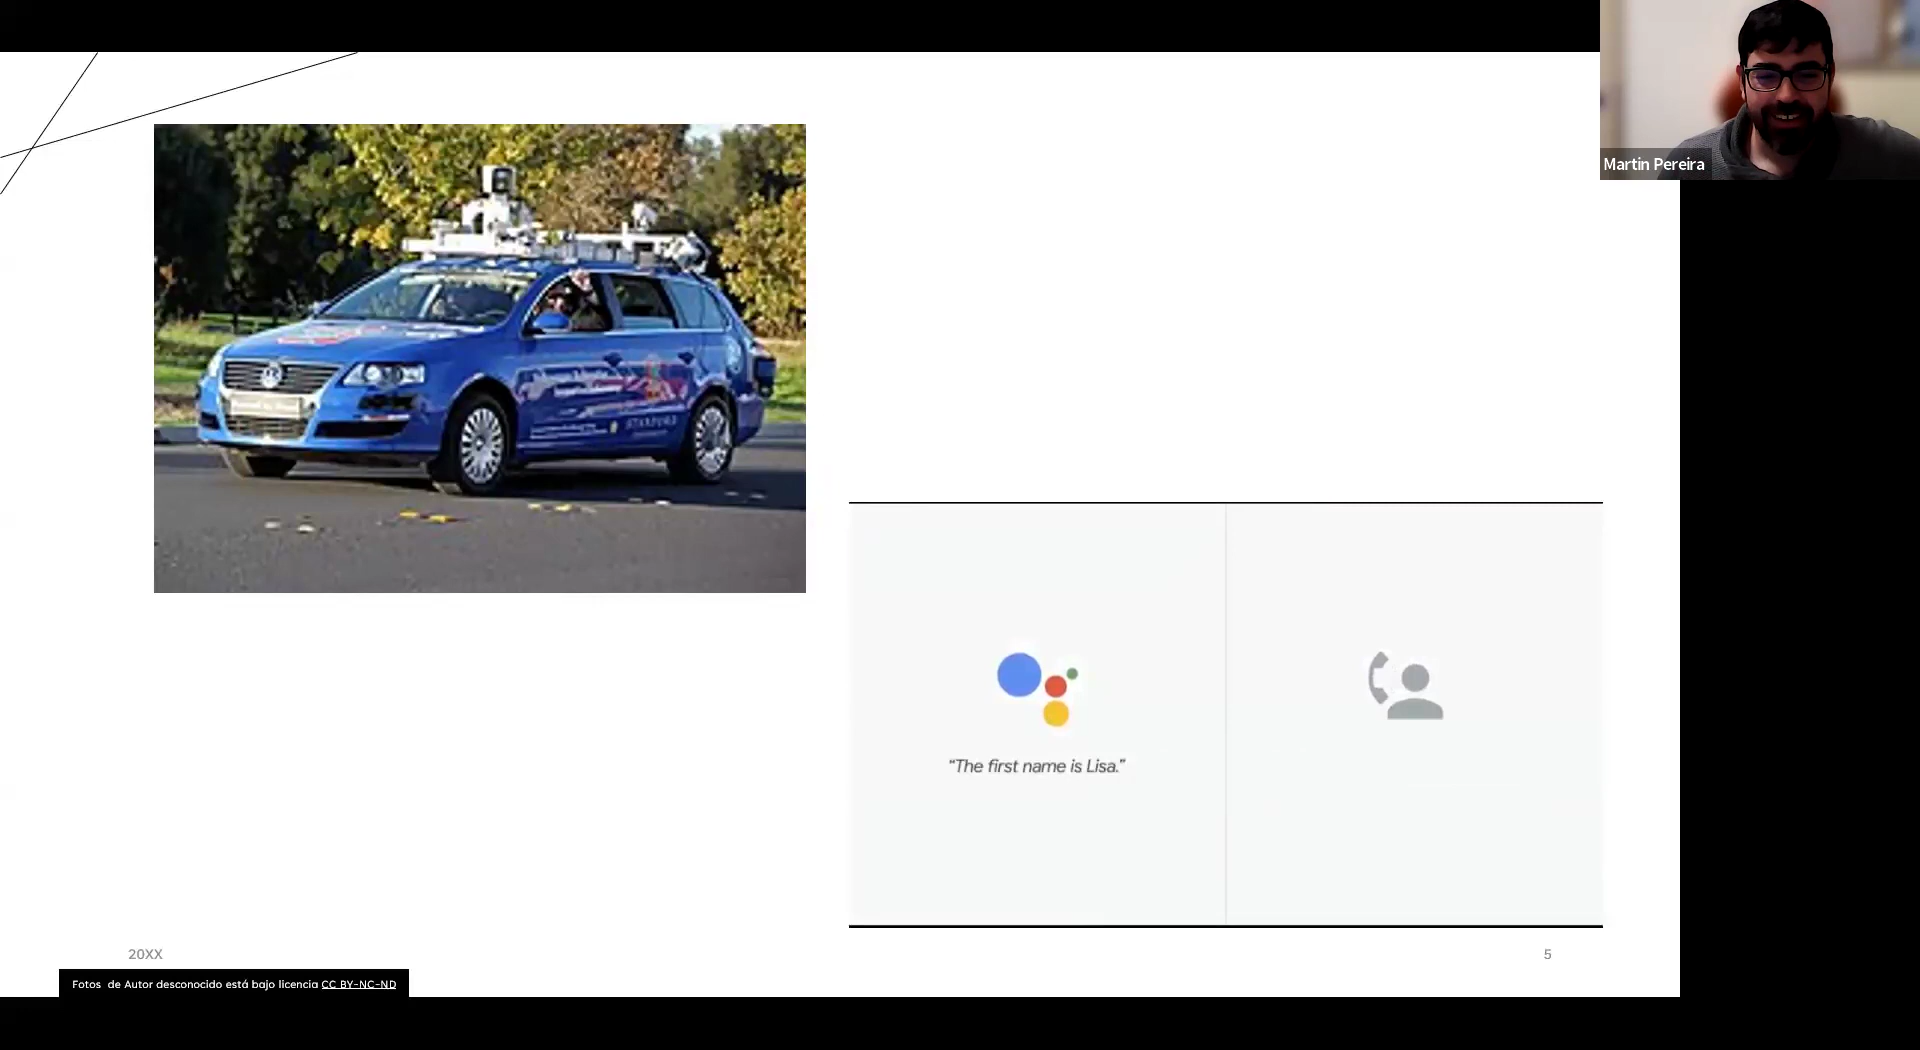 Martin Pereira
STANFORD
“The first name is Lisa.”
20XX
5
Fotos de Autor desconocido está bajo licencia CC BY-NC-ND